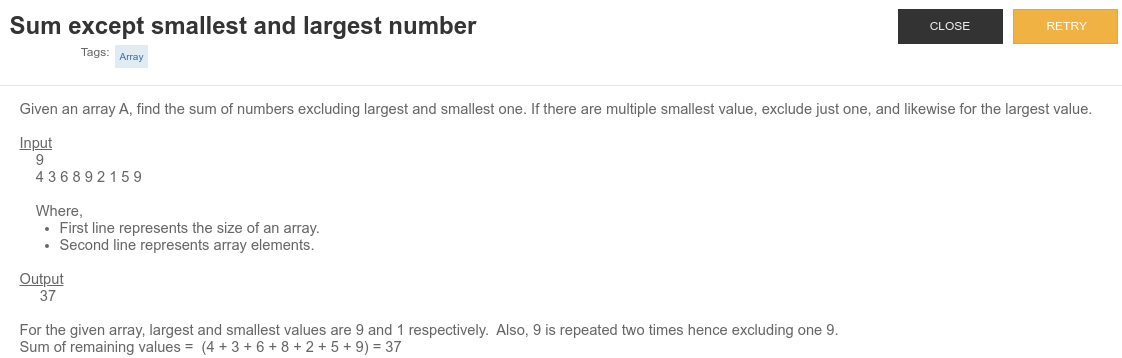 Sum except smallest and largest number
CLOSE
RETRY
Tags:
Array
Given an array A, find the sum of numbers excluding largest and smallest one. If there are multiple smallest value, exclude just one, and likewise for the largest value.
Input
9
4 3 6 8 9 2 1 5 9
Where,
• First line represents the size of an array.
• Second line represents array elements.
Output
37
For the given array, largest and smallest values are 9 and 1 respectively.  Also, 9 is repeated two times hence excluding one 9.
Sum of remaining values =  (4 + 3 + 6 + 8 + 2 + 5 + 9) = 37